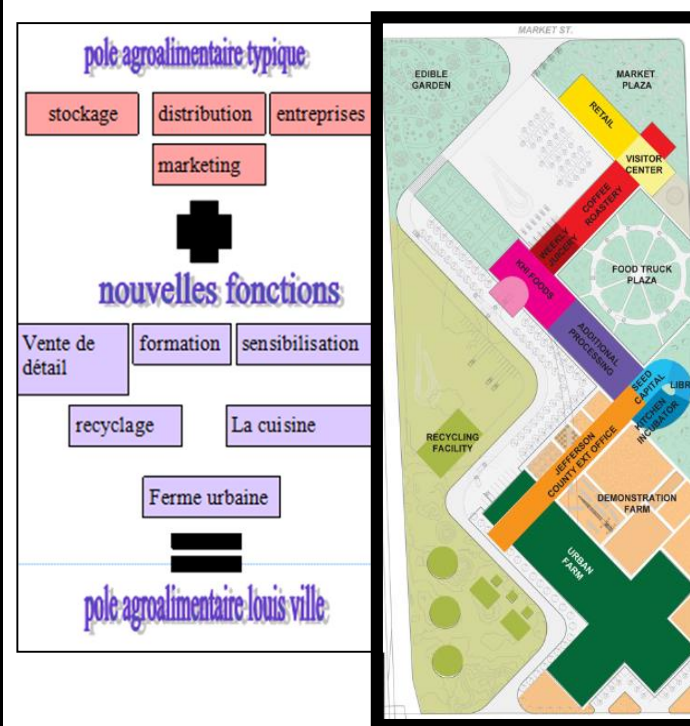 pole agroalimentaire typique
stockage
distribution
entreprises
marketing
nouvelles fonctions
Vente de
détail
formation
sensibilisation
recyclage
La cuisine
Ferme urbaine
pole agroalimentaire louis ville
MARKET ST.
EDIBLE
GARDEN
MARKET
PLAZA
RETAIL
VISITOR
CENTER
COFFEE
ROASTERY
WEEKLY
JUICERY
KHI FOODS
FOOD TRUCK
PLAZA
ADDITIONAL
PROCESSING
SEED
CAPITAL
LIBR
KITCHEN
INCUBATOR
RECYCLING
FACILITY
JEFFERSON
COUNTY EXT OFFICE
DEMONSTRATION
FARM
URBAN
FARM